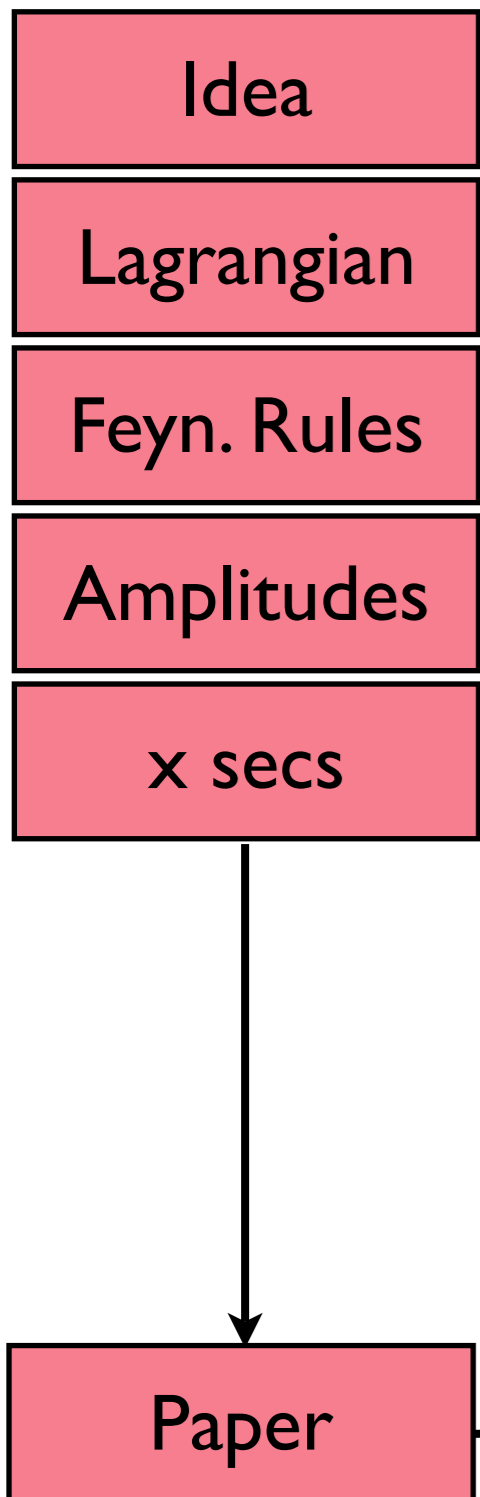 Idea
Lagrangian
Feyn. Rules
Amplitudes
x secs
Paper